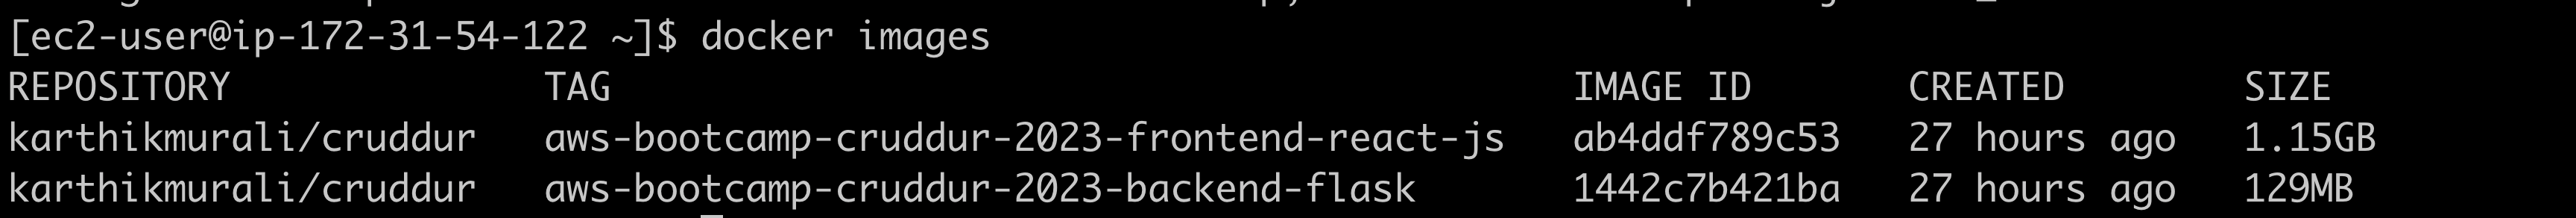 [ec2-user@ip-172-31-54-122 ~]$ docker images
REPOSITORY TAG IMAGE ID CREATED SIZE
karthikmurali/cruddur aws-bootcamp-cruddur-2023-frontend-react-js ab4ddf789c53 27 hours ago 1.15GB
karthikmurali/cruddur aws-bootcamp-cruddur-2023-backend-flask 1442c7b421ba 27 hours ago 129MB